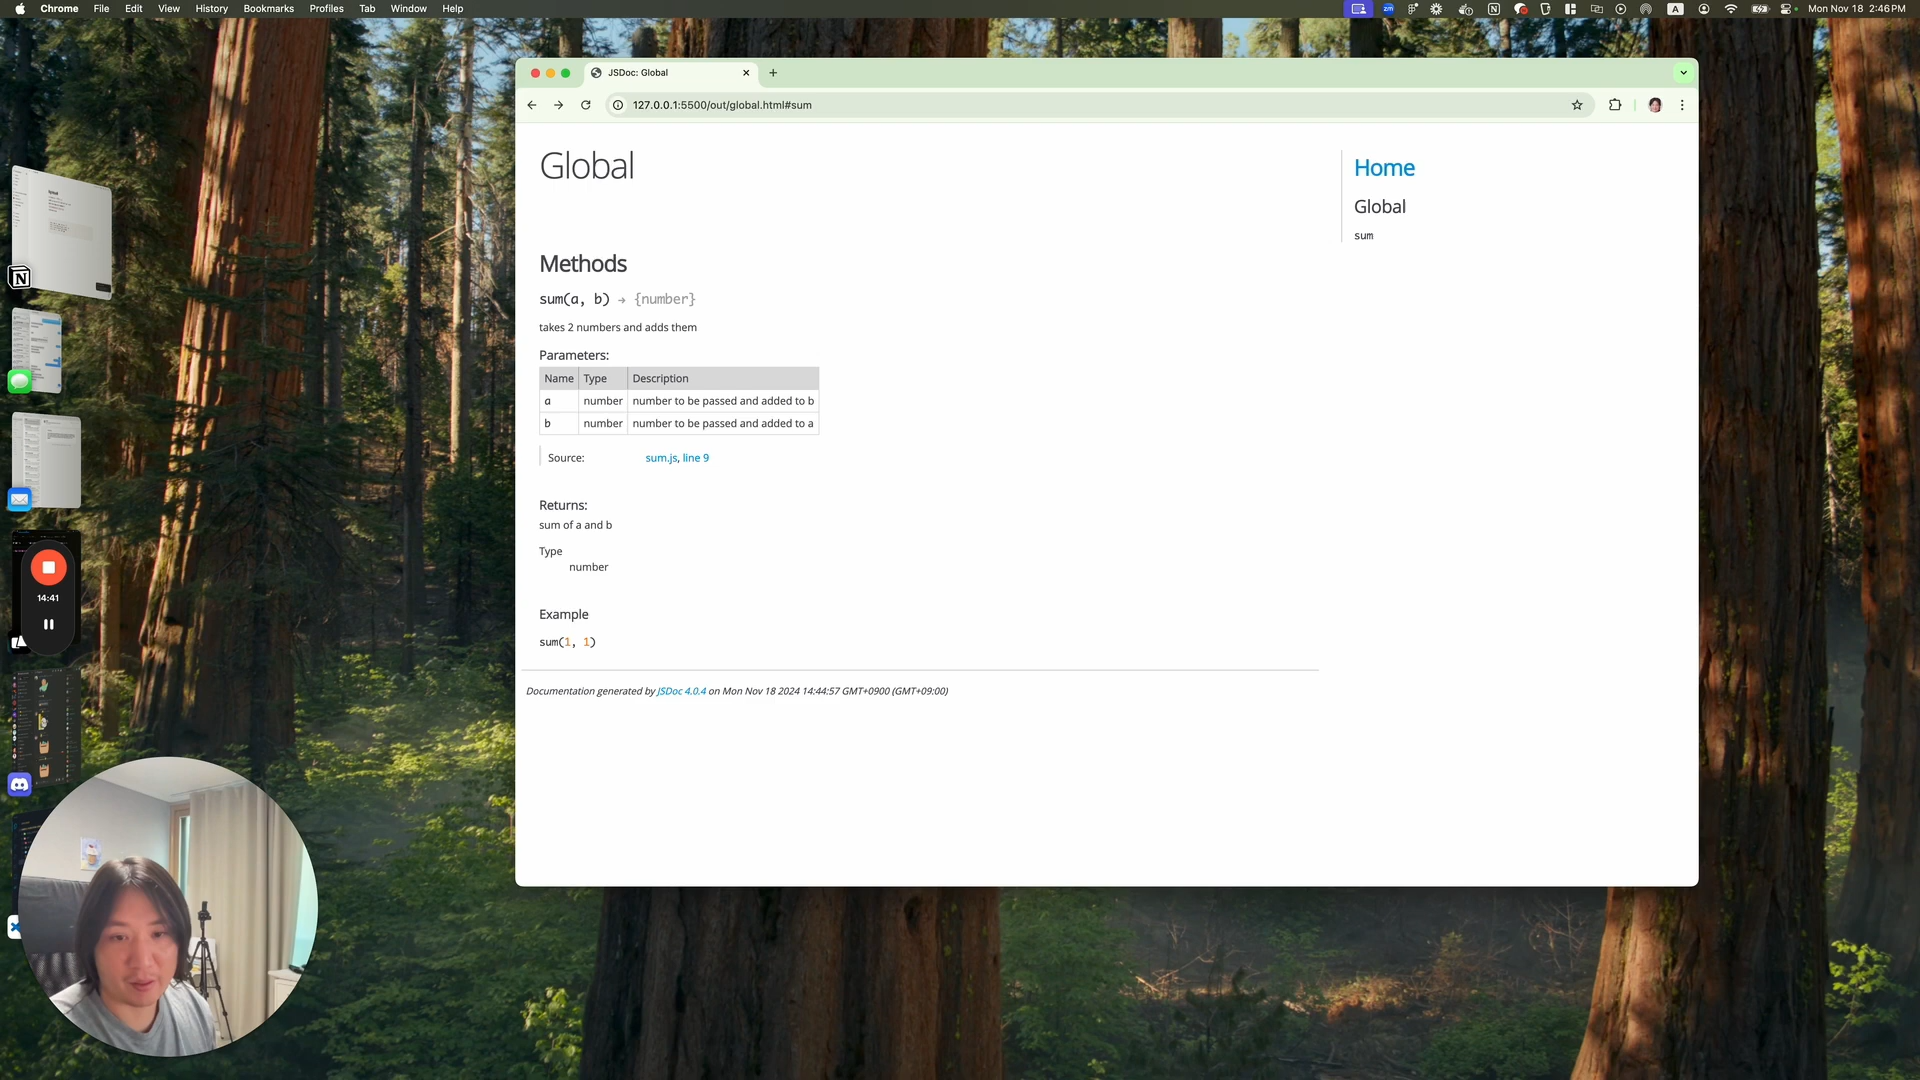 Chrome File Edit View History Bookmarks Profiles Tab Window Help
zm N A Mon Nov 18 2:46 PM
JSDoc: Global
127.0.0.1:5500/out/global.html#sum
Global
Home
Global
sum
Methods
sum(a, b) → {number}
takes 2 numbers and adds them
Parameters:
Name Type Description
a number number to be passed and added to b
b number number to be passed and added to a
Source: sum.js, line 9
Returns:
sum of a and b
Type
number
Example
sum(1, 1)
Documentation generated by JSDoc 4.0.4 on Mon Nov 18 2024 14:44:57 GMT+0900 (GMT+09:00)
N
14:41